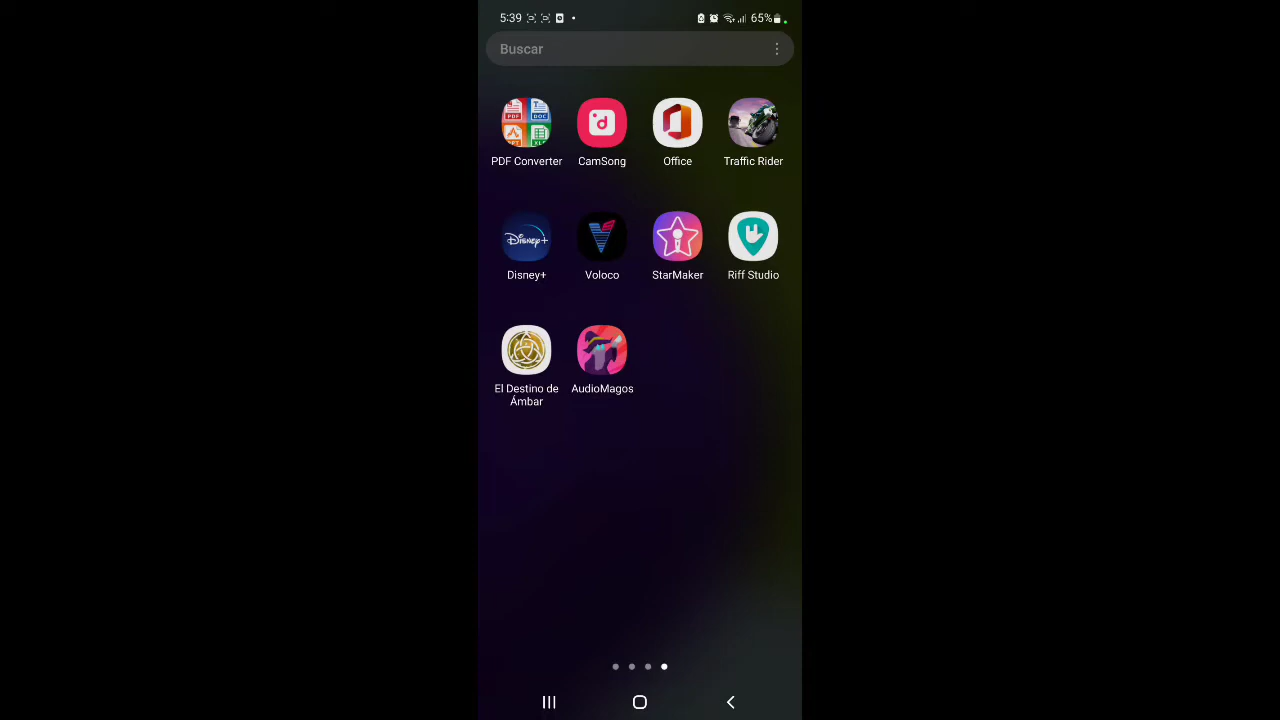 5:39 65%
Buscar
PDF Converter CamSong Office Traffic Rider
Disney+
Disney+ Voloco StarMaker Riff Studio
El Destino de Ámbar AudioMagos